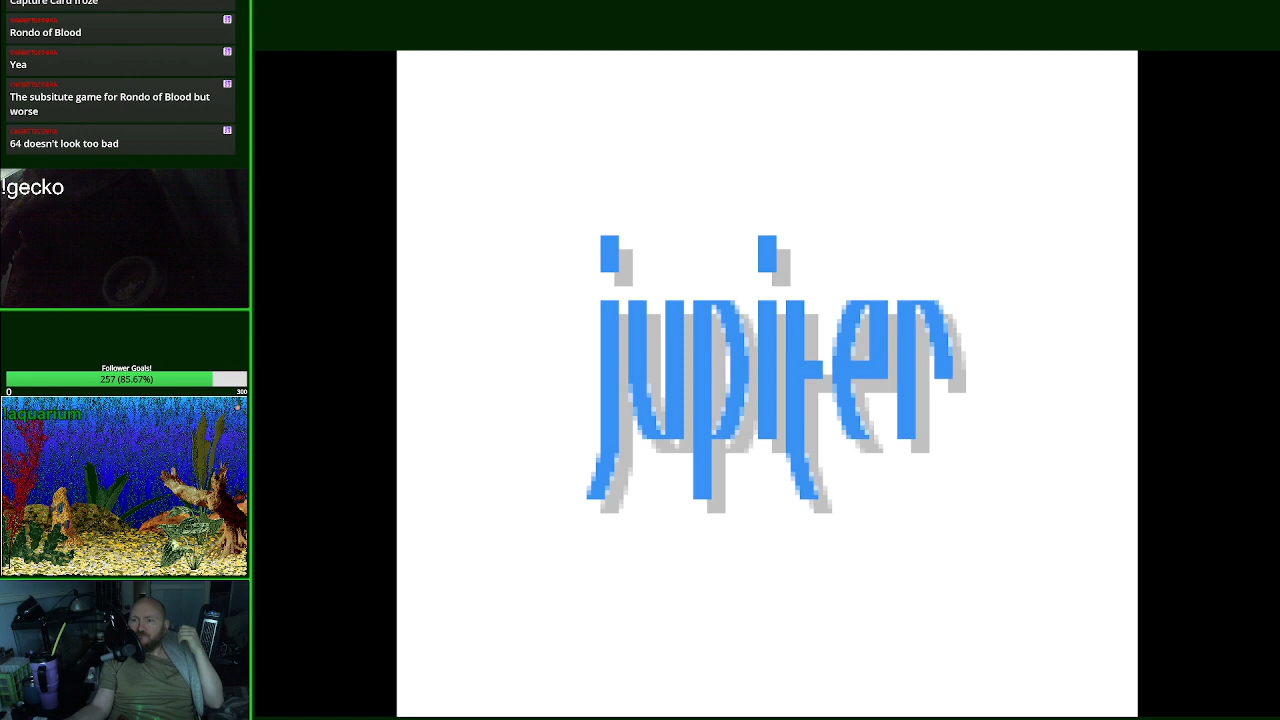 Capture Card froze
Rondo of Blood
Yea
The subsitute game for Rondo of Blood but
worse
64 doesn't look too bad
!gecko
jupiter
Follower Goals!
257 (85.67%)
0
300
!aquarium